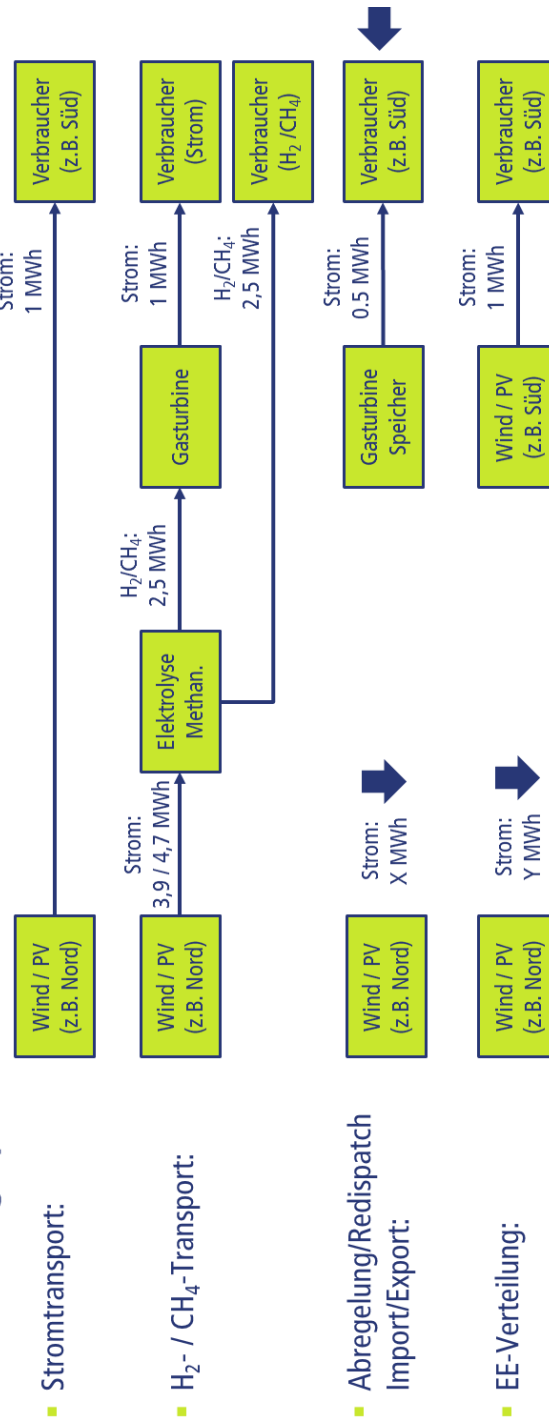 Stromtransport:
Wind / PV
(z.B. Nord)
Strom:
1 MWh
Verbraucher
(z.B. Süd)
H₂- / CH₄-Transport:
Wind / PV
(z.B. Nord)
Strom:
3,9 / 4,7 MWh
Elektrolyse
Methan.
H₂/CH₄:
2,5 MWh
Gasturbine
Strom:
1 MWh
Verbraucher
(Strom)
H₂/CH₄:
2,5 MWh
Verbraucher
(H₂ /CH₄)
Abregelung/Redispatch
Import/Export:
Wind / PV
(z.B. Nord)
Strom:
X MWh
Gasturbine
Speicher
Strom:
0.5 MWh
Verbraucher
(z.B. Süd)
EE-Verteilung:
Wind / PV
(z.B. Nord)
Strom:
Y MWh
Wind / PV
(z.B. Süd)
Strom:
1 MWh
Verbraucher
(z.B. Süd)